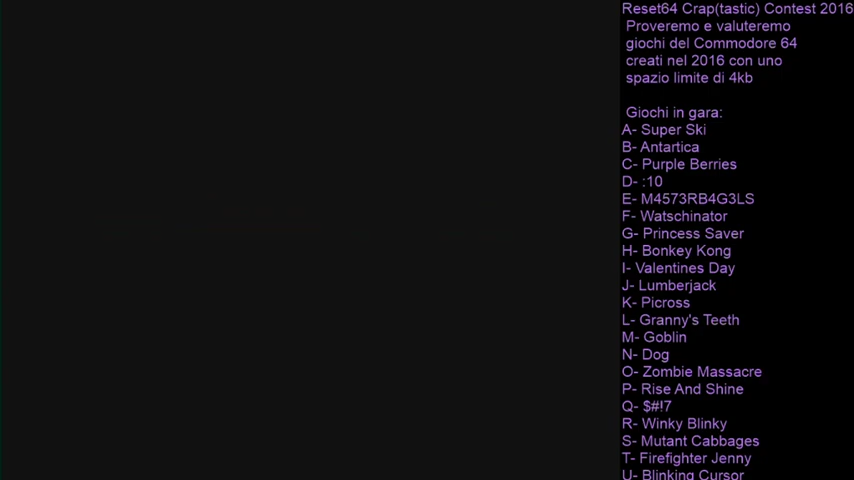 Reset64 Crap(tastic) Contest 2016
Proveremo e valuteremo
giochi del Commodore 64
creati nel 2016 con uno
spazio limite di 4kb
Giochi in gara:
A- Super Ski
B- Antartica
C- Purple Berries
D- :10
E- M4573RB4G3LS
F- Watschinator
G- Princess Saver
H- Bonkey Kong
I- Valentines Day
J- Lumberjack
K- Picross
L- Granny's Teeth
M- Goblin
N- Dog
O- Zombie Massacre
P- Rise And Shine
Q- $#!7
R- Winky Blinky
S- Mutant Cabbages
T- Firefighter Jenny
U- Blinking Cursor